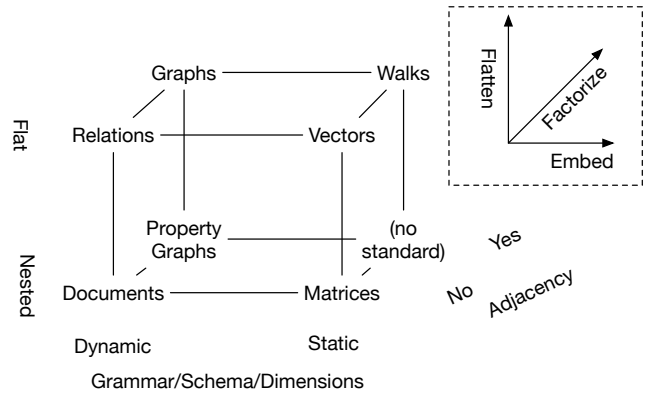 Graphs
Walks
Flatten
Factorize
Embed
Flat
Relations
Vectors
Property
Graphs
(no
standard)
Yes
Nested
Documents
Matrices
No
Adjacency
Dynamic
Static
Grammar/Schema/Dimensions